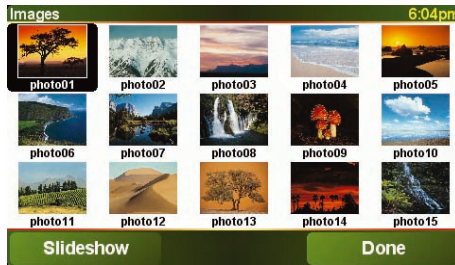 Images 6:04pm
photo01 photo02 photo03 photo04 photo05
photo06 photo07 photo08 photo09 photo10
photo11 photo12 photo13 photo14 photo15
Slideshow Done